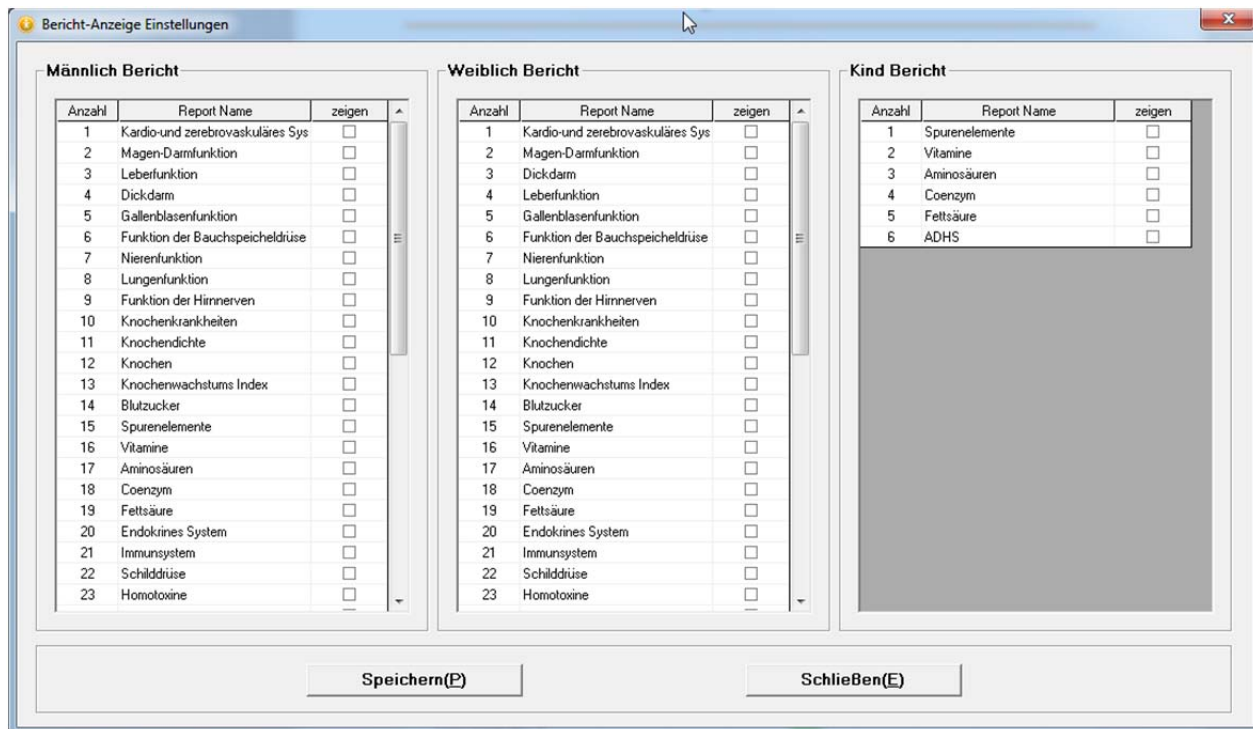 Bericht-Anzeige Einstellungen
Männlich Bericht
Anzahl Report Name zeigen
1 Kardio-und zerebrovaskuläres Sys
2 Magen-Darmfunktion
3 Leberfunktion
4 Dickdarm
5 Gallenblasenfunktion
6 Funktion der Bauchspeicheldrüse
7 Nierenfunktion
8 Lungenfunktion
9 Funktion der Hirnnerven
10 Knochenkrankheiten
11 Knochendichte
12 Knochen
13 Knochenwachstums Index
14 Blutzucker
15 Spurenelemente
16 Vitamine
17 Aminosäuren
18 Coenzym
19 Fettsäure
20 Endokrines System
21 Immunsystem
22 Schilddrüse
23 Homotoxine
Weiblich Bericht
Anzahl Report Name zeigen
1 Kardio-und zerebrovaskuläres Sys
2 Magen-Darmfunktion
3 Dickdarm
4 Leberfunktion
5 Gallenblasenfunktion
6 Funktion der Bauchspeicheldrüse
7 Nierenfunktion
8 Lungenfunktion
9 Funktion der Hirnnerven
10 Knochenkrankheiten
11 Knochendichte
12 Knochen
13 Knochenwachstums Index
14 Blutzucker
15 Spurenelemente
16 Vitamine
17 Aminosäuren
18 Coenzym
19 Fettsäure
20 Endokrines System
21 Immunsystem
22 Schilddrüse
23 Homotoxine
Kind Bericht
Anzahl Report Name zeigen
1 Spurenelemente
2 Vitamine
3 Aminosäuren
4 Coenzym
5 Fettsäure
6 ADHS
Speichern(P)
Schließen(E)